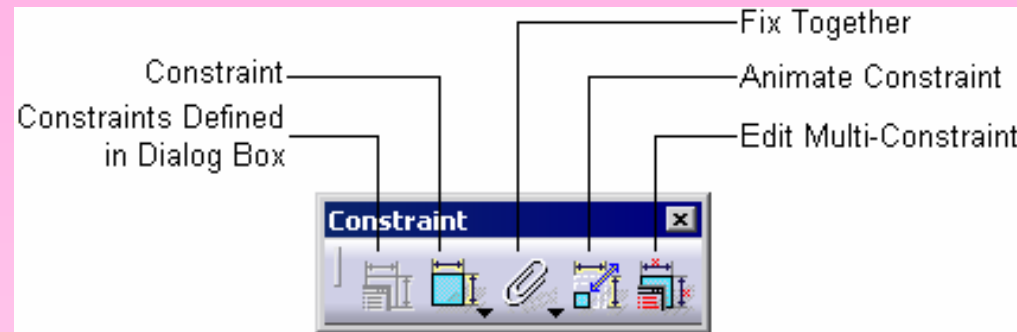 Fix Together
Constraint
Animate Constraint
Constraints Defined
in Dialog Box
Edit Multi-Constraint
Constraint